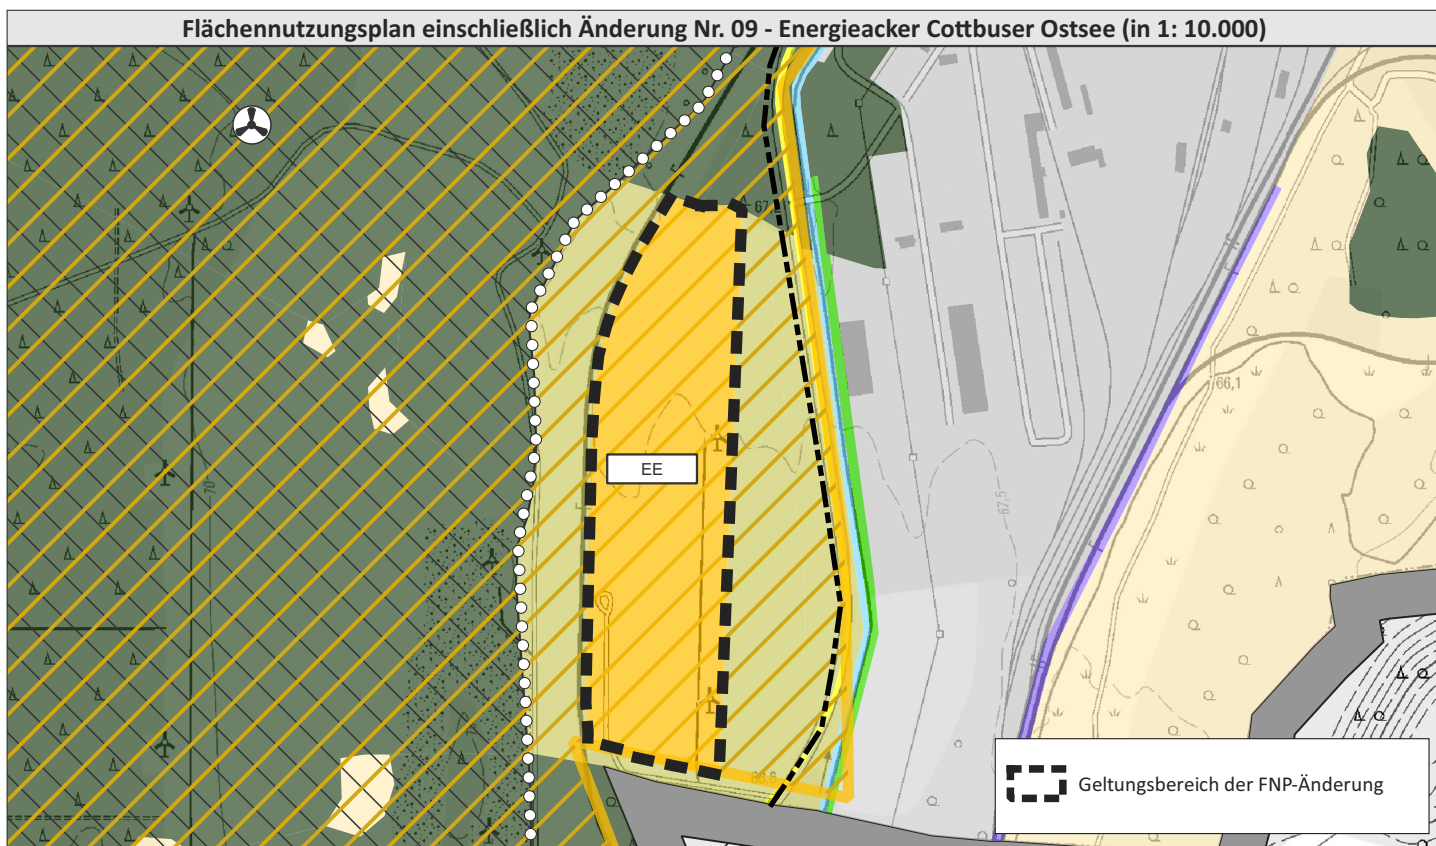 Flächennutzungsplan einschließlich Änderung Nr. 09 - Energieacker Cottbuser Ostsee (in 1: 10.000)
66,1
EE
70
67,5
66,6
Geltungsbereich der FNP-Änderung